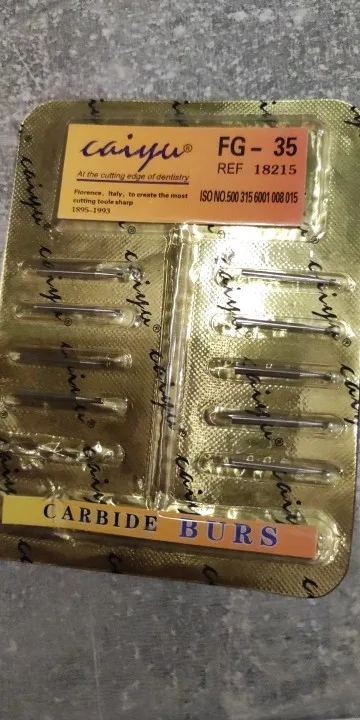 caiyu®
At the cutting edge of dentistry
Florence, Italy, to create the most
cutting tools sharp
1895-1993
FG - 35
REF 18215
ISO NO.500 315 6001 008 015
CARBIDE BURS